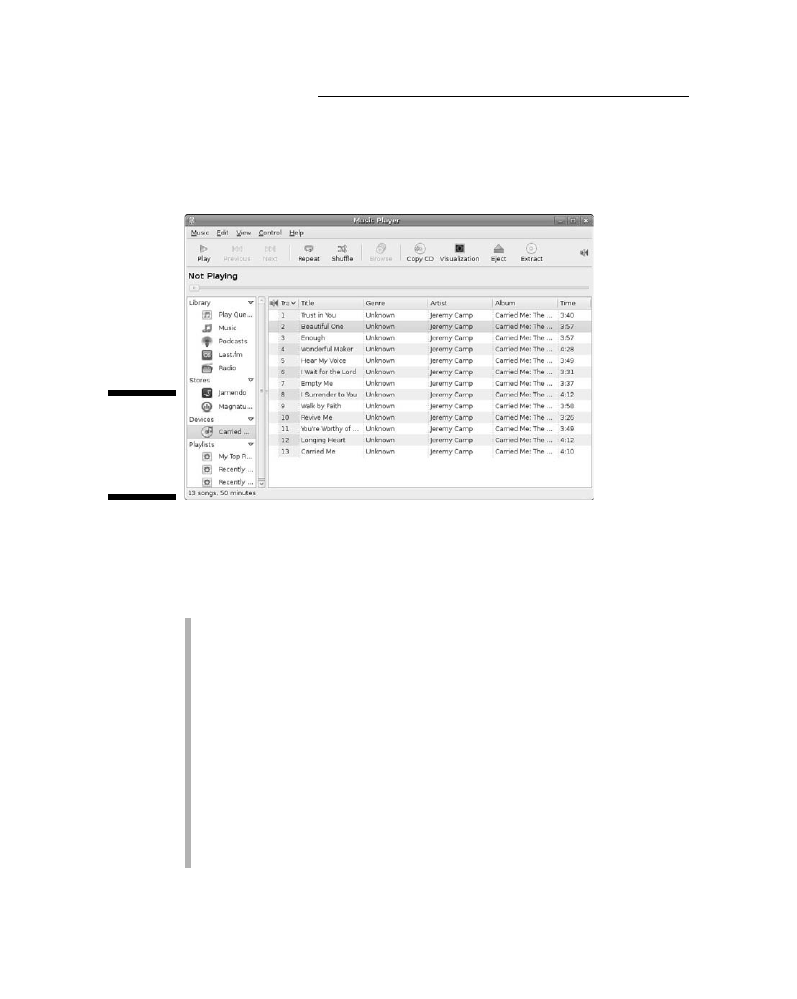 Music Player
Music Edit View Control Help
Play Previous Next Repeat Shuffle Browse Copy CD Visualization Eject Extract
Not Playing
Library
Play Que...
Music
Podcasts
Last.fm
Radio
Stores
Jamendo
Magnatu...
Devices
Carried ...
Playlists
My Top R...
Recently ...
Recently ...
Tra Title Genre Artist Album Time
1 Trust in You Unknown Jeremy Camp Carried Me: The ... 3:40
2 Beautiful One Unknown Jeremy Camp Carried Me: The ... 3:57
3 Enough Unknown Jeremy Camp Carried Me: The ... 3:57
4 Wonderful Maker Unknown Jeremy Camp Carried Me: The ... 4:28
5 Hear My Voice Unknown Jeremy Camp Carried Me: The ... 3:49
6 I Wait for the Lord Unknown Jeremy Camp Carried Me: The ... 3:31
7 Empty Me Unknown Jeremy Camp Carried Me: The ... 3:37
8 I Surrender to You Unknown Jeremy Camp Carried Me: The ... 4:12
9 Walk by Faith Unknown Jeremy Camp Carried Me: The ... 3:58
10 Revive Me Unknown Jeremy Camp Carried Me: The ... 3:26
11 You're Worthy of ... Unknown Jeremy Camp Carried Me: The ... 3:49
12 Longing Heart Unknown Jeremy Camp Carried Me: The ... 4:12
13 Carried Me Unknown Jeremy Camp Carried Me: The ... 4:10
13 songs, 50 minutes